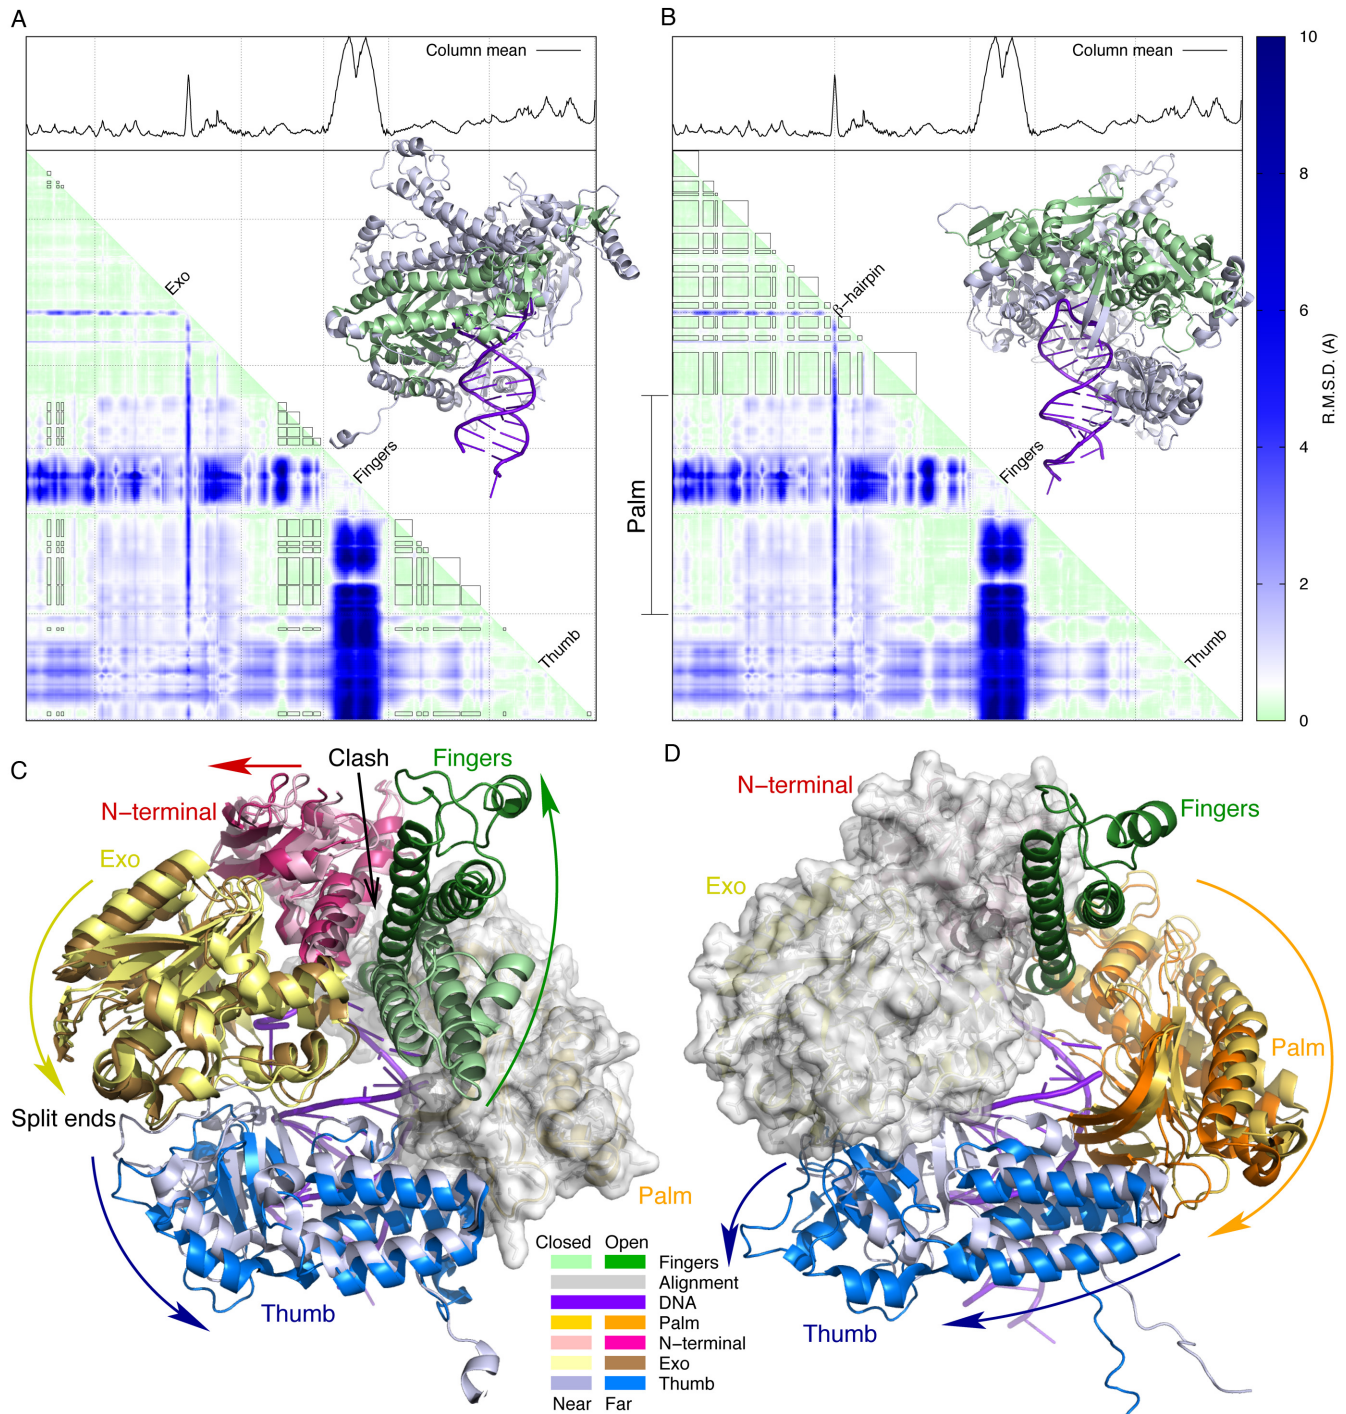 A
B
Column mean
Column mean
10
8
6
4
2
0
R.M.S.D. (A)
Exo
β−hairpin
Fingers
Fingers
Palm
Thumb
Thumb
C
D
Clash
Fingers
N−terminal
Exo
Split ends
Thumb
Palm
N−terminal
Fingers
Exo
Palm
Thumb
Closed Open
Fingers
Alignment
DNA
Palm
N−terminal
Exo
Thumb
Near Far